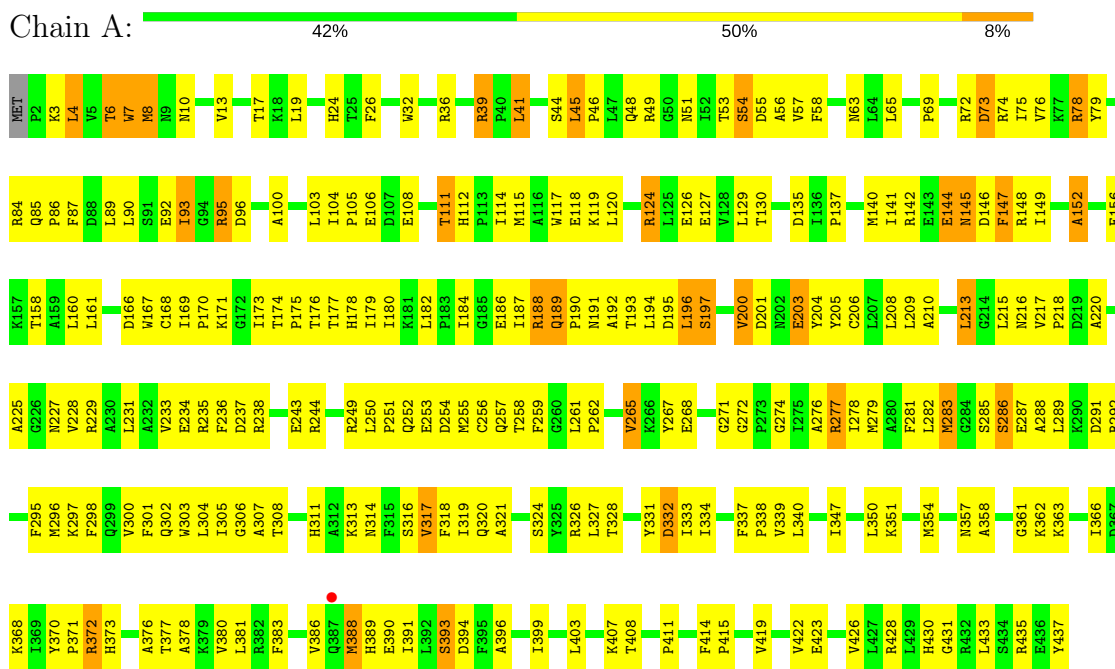 Chain A:
42% 50% 8%
MET P2 K3 L4 V5 T6 W7 M8 N9 N10 V13 T17 K18 L19 H24 T25 F26 W32 R36 R39 P40 L41 S44 L45 P46 L47 Q48 R49 G50 N51 I52 T53 S54 D55 A56 V57 F58 N63 L64 L65 P69 R72 D73 R74 I75 V76 K77 R78 Y79
R84 Q85 P86 F87 D88 L89 L90 S91 E92 I93 G94 R95 D96 A100 L103 I104 P105 E106 D107 E108 T111 H112 P113 I114 M115 A116 W117 E118 K119 L120 R124 L125 E126 E127 V128 L129 T130 D135 I136 P137 M140 I141 R142 E143 E144 N145 D146 F147 R148 I149 A152
K157 T158 A159 L160 L161 D166 W167 C168 I169 P170 K171 G172 I173 T174 P175 T176 T177 H178 I179 I180 K181 L182 P183 I184 G185 E186 I187 R188 Q189 P190 N191 A192 T193 L194 D195 L196 S197 V200 D201 N202 E203 Y204 Y205 C206 L207 L208 L209 A210 L213 G214 L215 N216 V217 P218 D219 A220
A225 G226 N227 V228 R229 A230 L231 A232 V233 E234 R235 F236 D237 R238 E243 R244 R249 L250 P251 Q252 E253 D254 M255 C256 Q257 T258 F259 G260 L261 P262 V265 K266 Y267 E268 G271 G272 P273 G274 I275 A276 R277 I278 M279 A280 F281 L282 M283 G284 S285 S286 E287 A288 L289 K290 D291
F295 M296 K297 F298 Q299 V300 F301 Q302 W303 L304 I305 G306 A307 T308 H311 A312 K313 N314 F315 S316 V317 F318 I319 Q320 A321 S324 Y325 R326 L327 T328 Y331 D332 I333 I334 F337 P338 V339 L340 I347 L350 K351 M354 N357 A358 G361 K362 K363 I366
K368 I369 Y370 P371 R372 H373 A376 T377 A378 K379 V380 L381 R382 F383 V386 Q387 M388 H389 E390 I391 L392 S393 D394 F395 A396 I399 L403 K407 T408 P411 F414 P415 V419 V422 E423 V426 L427 R428 L429 H430 G431 R432 L433 S434 R435 E436 Y437